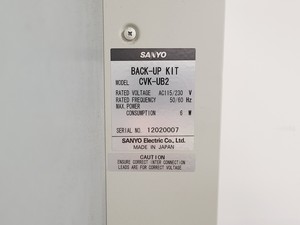 SANYO
BACK-UP KIT
MODEL CVK-UB2
RATED VOLTAGE AC115/230 V
RATED FREQUENCY 50/60 Hz
MAX.POWER
CONSUMPTION 6 W
SERIAL NO. 12020007
SANYO Electric Co., Ltd.
MADE IN JAPAN
CAUTION
ENSURE CORRECT INTER CONNECTION
LEADS ARE FOR CORRECT VOLTAGE.